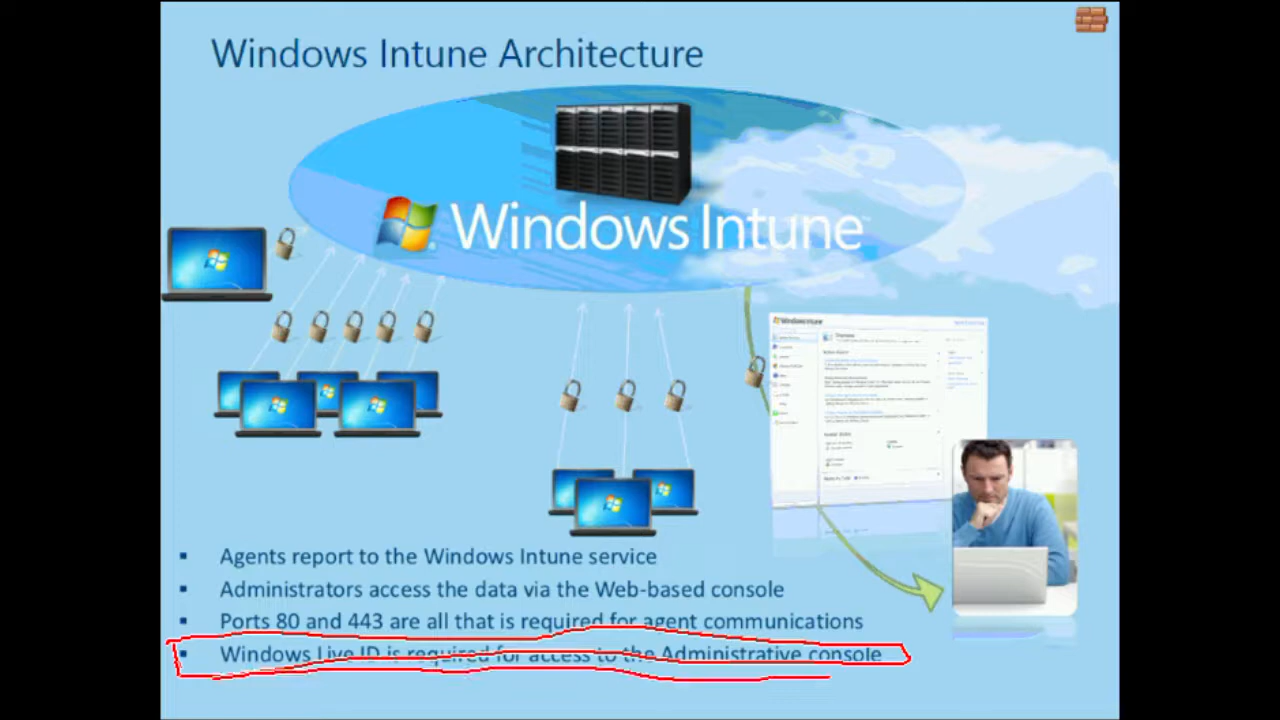 Windows Intune Architecture
Windows Intune™
Windows Intune
Agents report to the Windows Intune service
Administrators access the data via the Web-based console
Ports 80 and 443 are all that is required for agent communications
Windows Live ID is required for access to the Administrative console